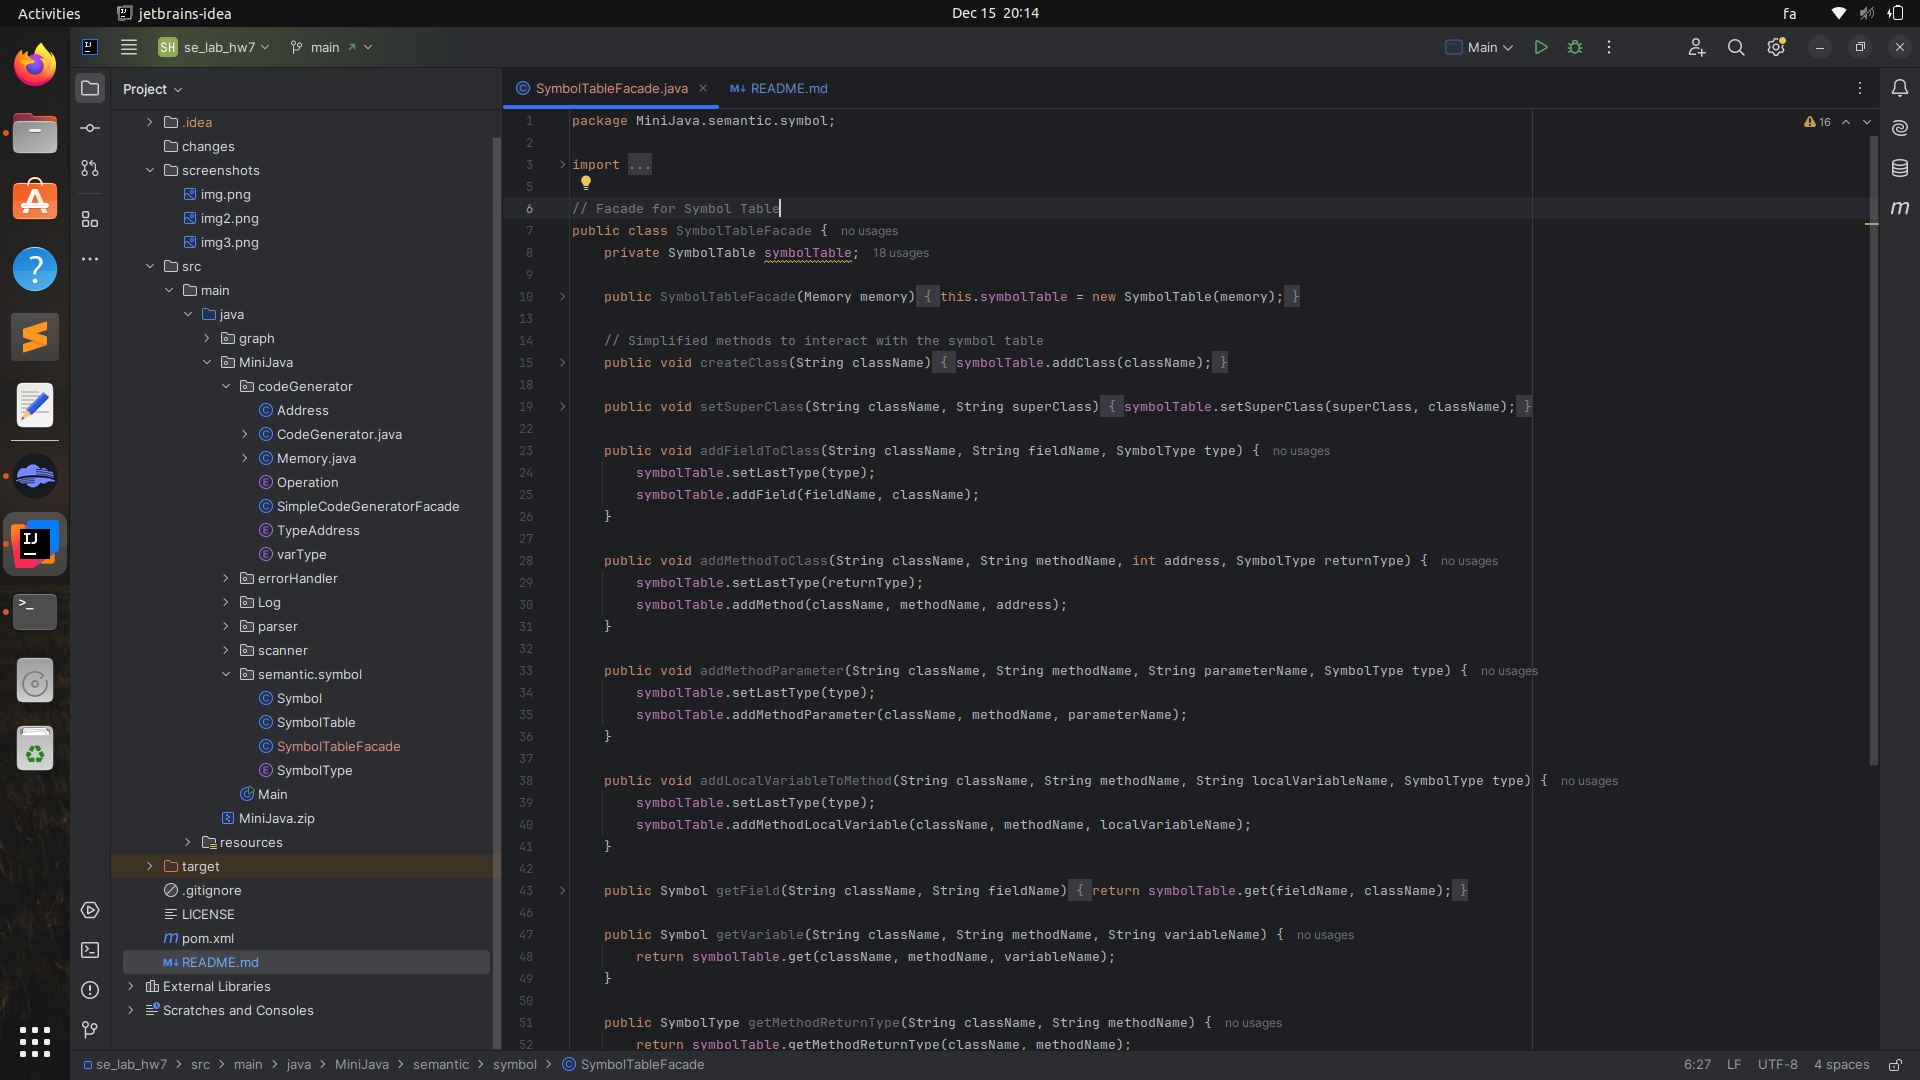 Activities
jetbrains-idea
Dec 15 20:14
fa
SH se_lab_hw7
main
Main
Project
SymbolTableFacade.java
README.md
.idea
changes
screenshots
img.png
img2.png
img3.png
src
main
java
graph
MiniJava
codeGenerator
Address
CodeGenerator.java
Memory.java
Operation
SimpleCodeGeneratorFacade
TypeAddress
varType
errorHandler
Log
parser
scanner
semantic.symbol
Symbol
SymbolTable
SymbolTableFacade
SymbolType
Main
MiniJava.zip
resources
target
.gitignore
LICENSE
pom.xml
README.md
External Libraries
Scratches and Consoles
16
1 package MiniJava.semantic.symbol;
2
3 import ...
5
6 // Facade for Symbol Table
7 public class SymbolTableFacade { no usages
8 private SymbolTable symbolTable; 18 usages
9
10 public SymbolTableFacade(Memory memory) { this.symbolTable = new SymbolTable(memory); }
13
14 // Simplified methods to interact with the symbol table
15 public void createClass(String className) { symbolTable.addClass(className); }
18
19 public void setSuperClass(String className, String superClass) { symbolTable.setSuperClass(superClass, className); }
22
23 public void addFieldToClass(String className, String fieldName, SymbolType type) { no usages
24 symbolTable.setLastType(type);
25 symbolTable.addField(fieldName, className);
26 }
27
28 public void addMethodToClass(String className, String methodName, int address, SymbolType returnType) { no usages
29 symbolTable.setLastType(returnType);
30 symbolTable.addMethod(className, methodName, address);
31 }
32
33 public void addMethodParameter(String className, String methodName, String parameterName, SymbolType type) { no usages
34 symbolTable.setLastType(type);
35 symbolTable.addMethodParameter(className, methodName, parameterName);
36 }
37
38 public void addLocalVariableToMethod(String className, String methodName, String localVariableName, SymbolType type) { no usages
39 symbolTable.setLastType(type);
40 symbolTable.addMethodLocalVariable(className, methodName, localVariableName);
41 }
42
43 public Symbol getField(String className, String fieldName) { return symbolTable.get(fieldName, className); }
46
47 public Symbol getVariable(String className, String methodName, String variableName) { no usages
48 return symbolTable.get(className, methodName, variableName);
49 }
50
51 public SymbolType getMethodReturnType(String className, String methodName) { no usages
52 return symbolTable.getMethodReturnType(className, methodName);
se_lab_hw7 > src > main > java > MiniJava > semantic > symbol > SymbolTableFacade
6:27 LF UTF-8 4 spaces